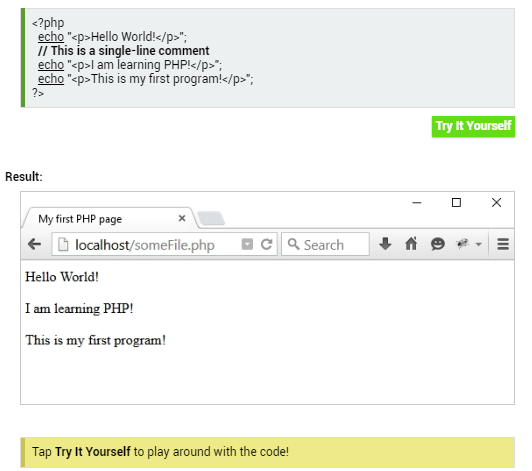 <?php
echo "<p>Hello World!</p>";
// This is a single-line comment
echo "<p>I am learning PHP!</p>";
echo "<p>This is my first program!</p>";
?>
Try It Yourself
Result:
My first PHP page
localhost/someFile.php
Search
Hello World!
I am learning PHP!
This is my first program!
Tap Try It Yourself to play around with the code!